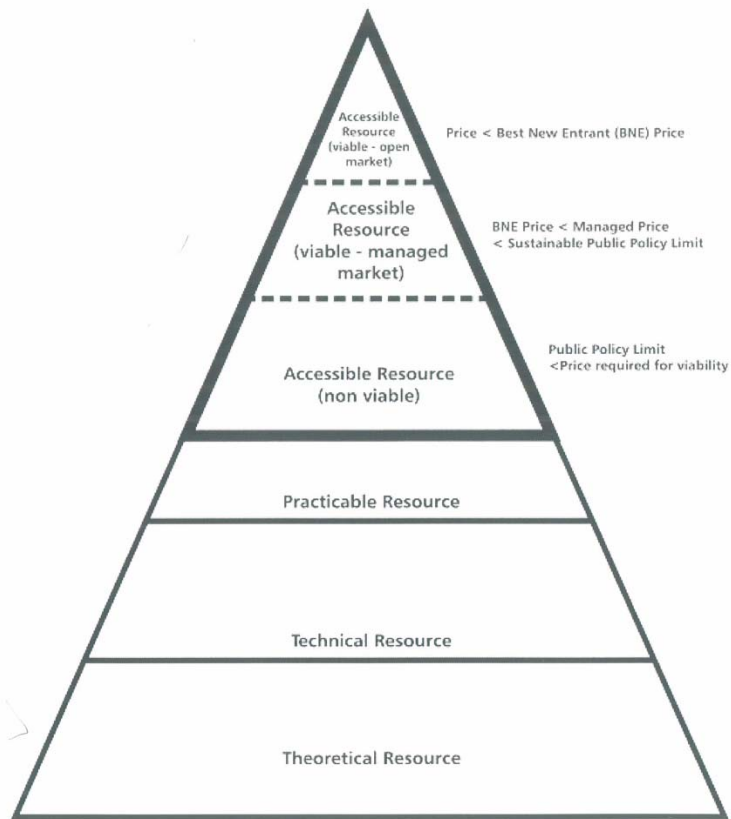 Accessible
Resource
(viable - open
market)
Price < Best New Entrant (BNE) Price
Accessible
Resource
(viable - managed
market)
BNE Price < Managed Price
< Sustainable Public Policy Limit
Public Policy Limit
<Price required for viability
Accessible Resource
(non viable)
Practicable Resource
Technical Resource
Theoretical Resource